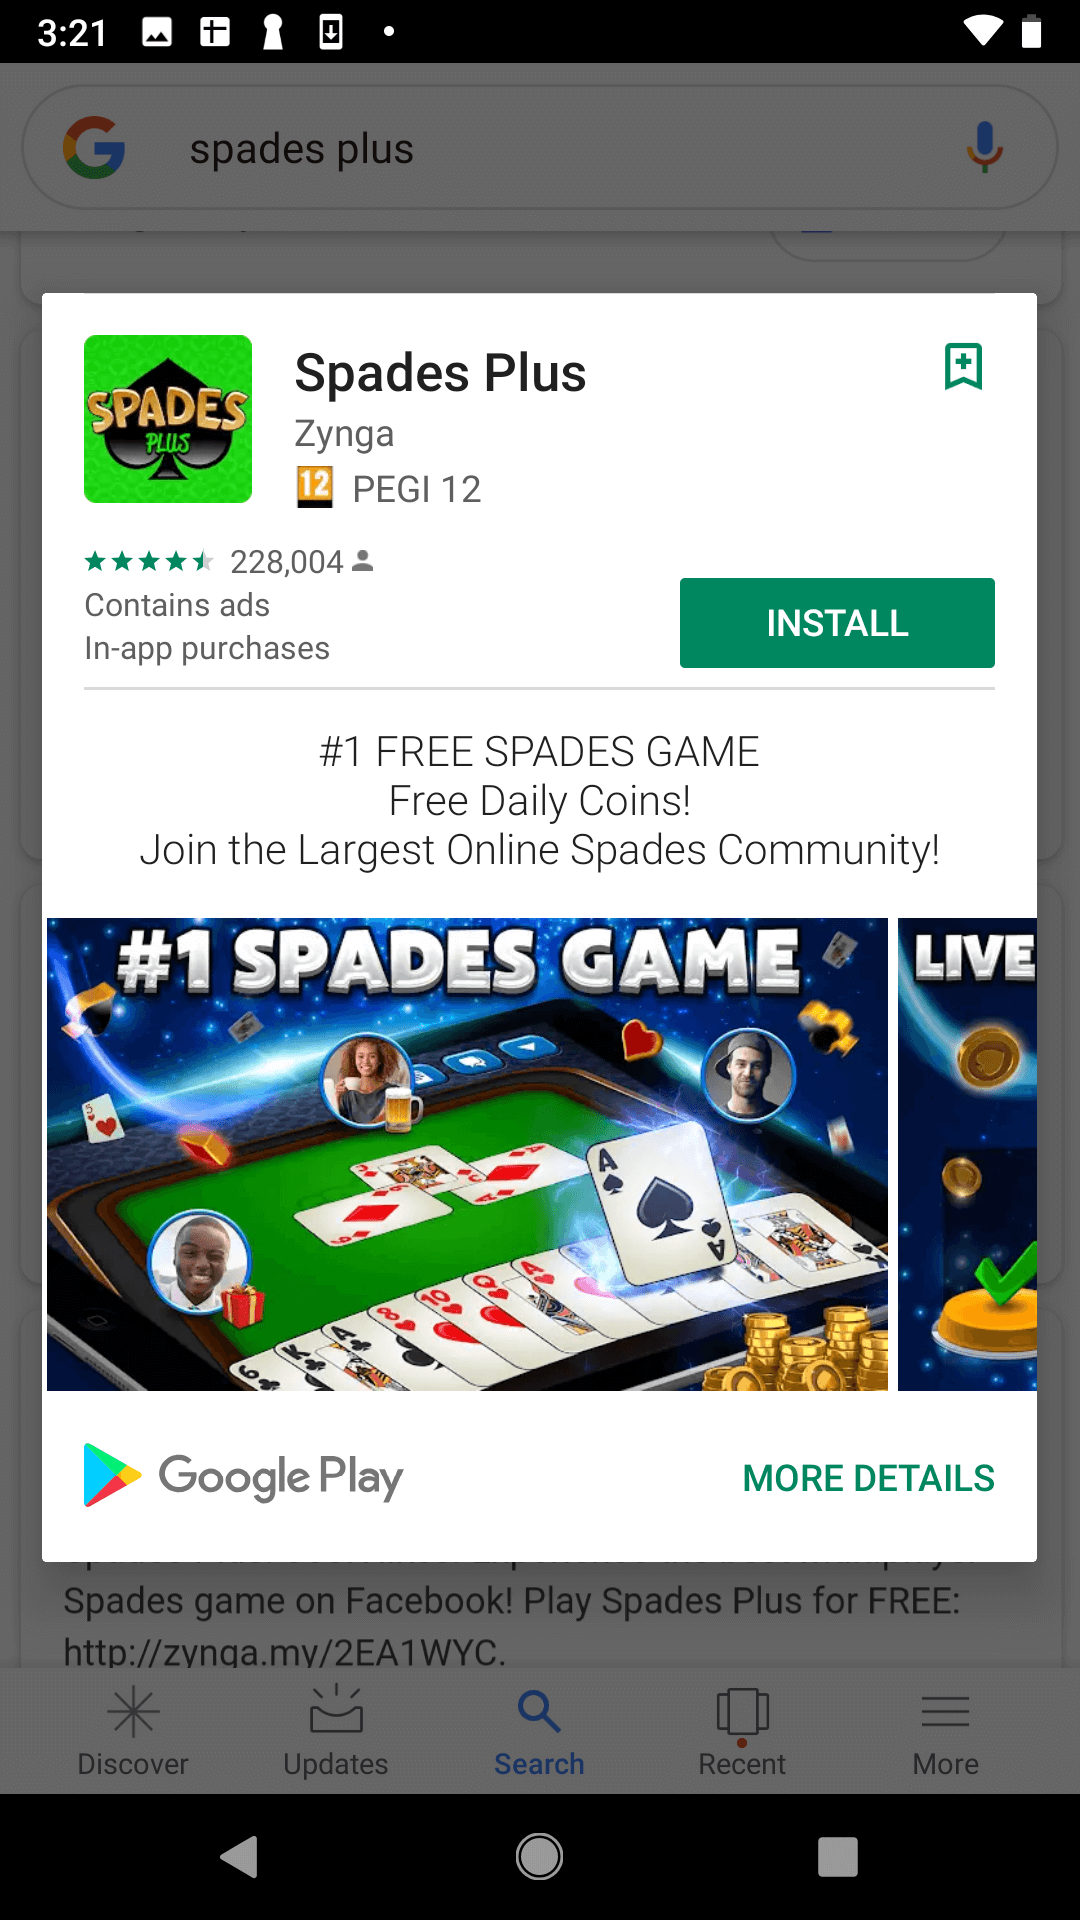 3:21
spades plus
Spades Plus
Zynga
12 PEGI 12
228,004
Contains ads
In-app purchases
INSTALL
#1 FREE SPADES GAME
Free Daily Coins!
Join the Largest Online Spades Community!
SPADES
PLUS
#1 SPADES GAME
LIVE
Google Play
MORE DETAILS
Spades game on Facebook! Play Spades Plus for FREE:
http://zynga.my/2EA1WYC.
Discover
Updates
Search
Recent
More